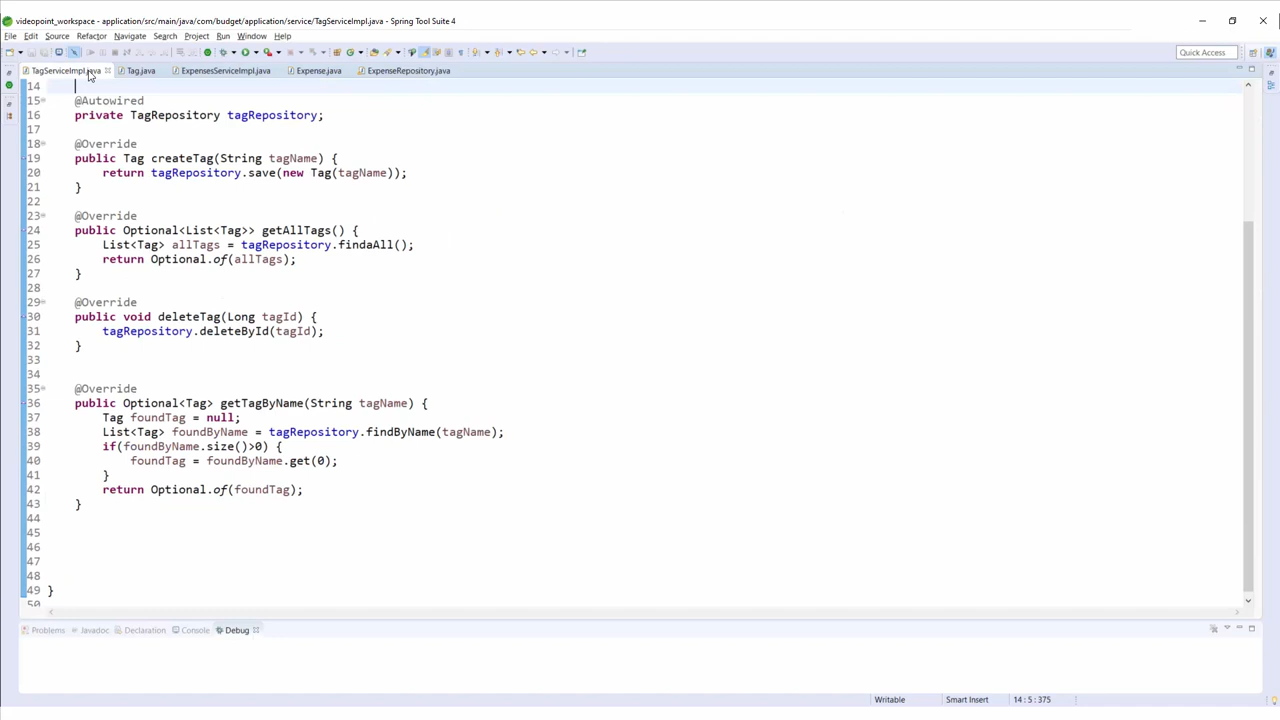 videopoint_workspace - application/src/main/java/com/budget/application/service/TagServiceImpl.java - Spring Tool Suite 4
File Edit Source Refactor Navigate Search Project Run Window Help
Quick Access
TagServiceImpl.java Tag.java ExpensesServiceImpl.java Expense.java ExpenseRepository.java
14
15 @Autowired
16 private TagRepository tagRepository;
17
18 @Override
19 public Tag createTag(String tagName) {
20 return tagRepository.save(new Tag(tagName));
21 }
22
23 @Override
24 public Optional<List<Tag>> getAllTags() {
25 List<Tag> allTags = tagRepository.findaAll();
26 return Optional.of(allTags);
27 }
28
29 @Override
30 public void deleteTag(Long tagId) {
31 tagRepository.deleteById(tagId);
32 }
33
34
35 @Override
36 public Optional<Tag> getTagByName(String tagName) {
37 Tag foundTag = null;
38 List<Tag> foundByName = tagRepository.findByName(tagName);
39 if(foundByName.size()>0) {
40 foundTag = foundByName.get(0);
41 }
42 return Optional.of(foundTag);
43 }
44
45
46
47
48
49 }
50
Problems Javadoc Declaration Console Debug
Writable Smart Insert 14 : 5 : 375